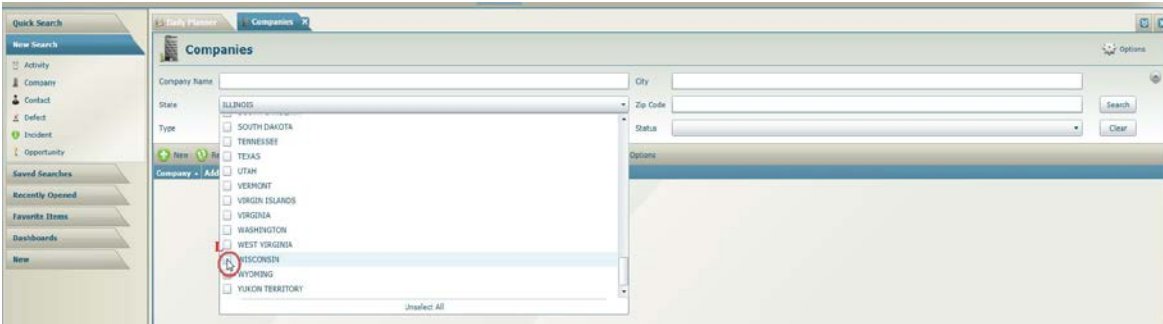 Quick Search
New Search
Activity
Company
Contact
Defect
Incident
Opportunity
Saved Searches
Recently Opened
Favorite Items
Dashboards
New
Daily Planner
Companies X
Companies
Options
Company Name
City
State
ILLINOIS
Zip Code
Search
Type
Status
Clear
SOUTH DAKOTA
TENNESSEE
TEXAS
UTAH
VERMONT
VIRGIN ISLANDS
VIRGINIA
WASHINGTON
WEST VIRGINIA
WISCONSIN
WYOMING
YUKON TERRITORY
Unselect All
New
Options
Company
L